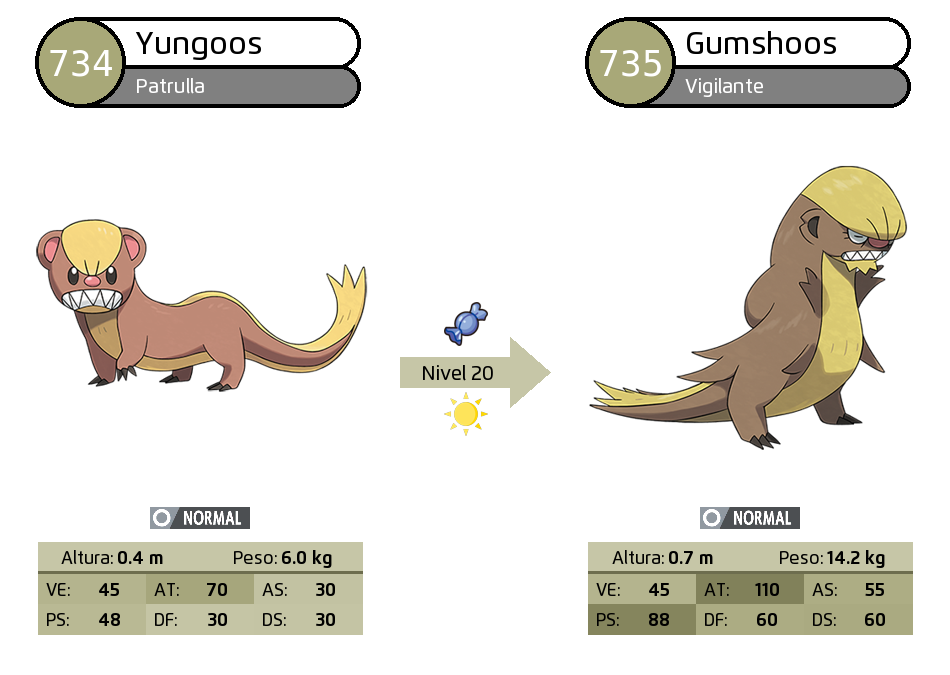 734 Yungoos
Patrulla
735 Gumshoos
Vigilante
Nivel 20
NORMAL
Altura: 0.4 m Peso: 6.0 kg
VE: 45 AT: 70 AS: 30
PS: 48 DF: 30 DS: 30
NORMAL
Altura: 0.7 m Peso: 14.2 kg
VE: 45 AT: 110 AS: 55
PS: 88 DF: 60 DS: 60